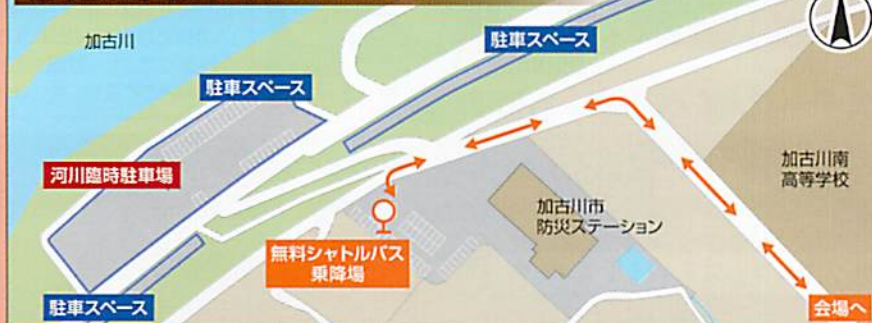 加古川
駐車スペース
駐車スペース
河川臨時駐車場
加古川南
高等学校
加古川市
防災ステーション
無料シャトルバス
乗降場
駐車スペース
会場へ